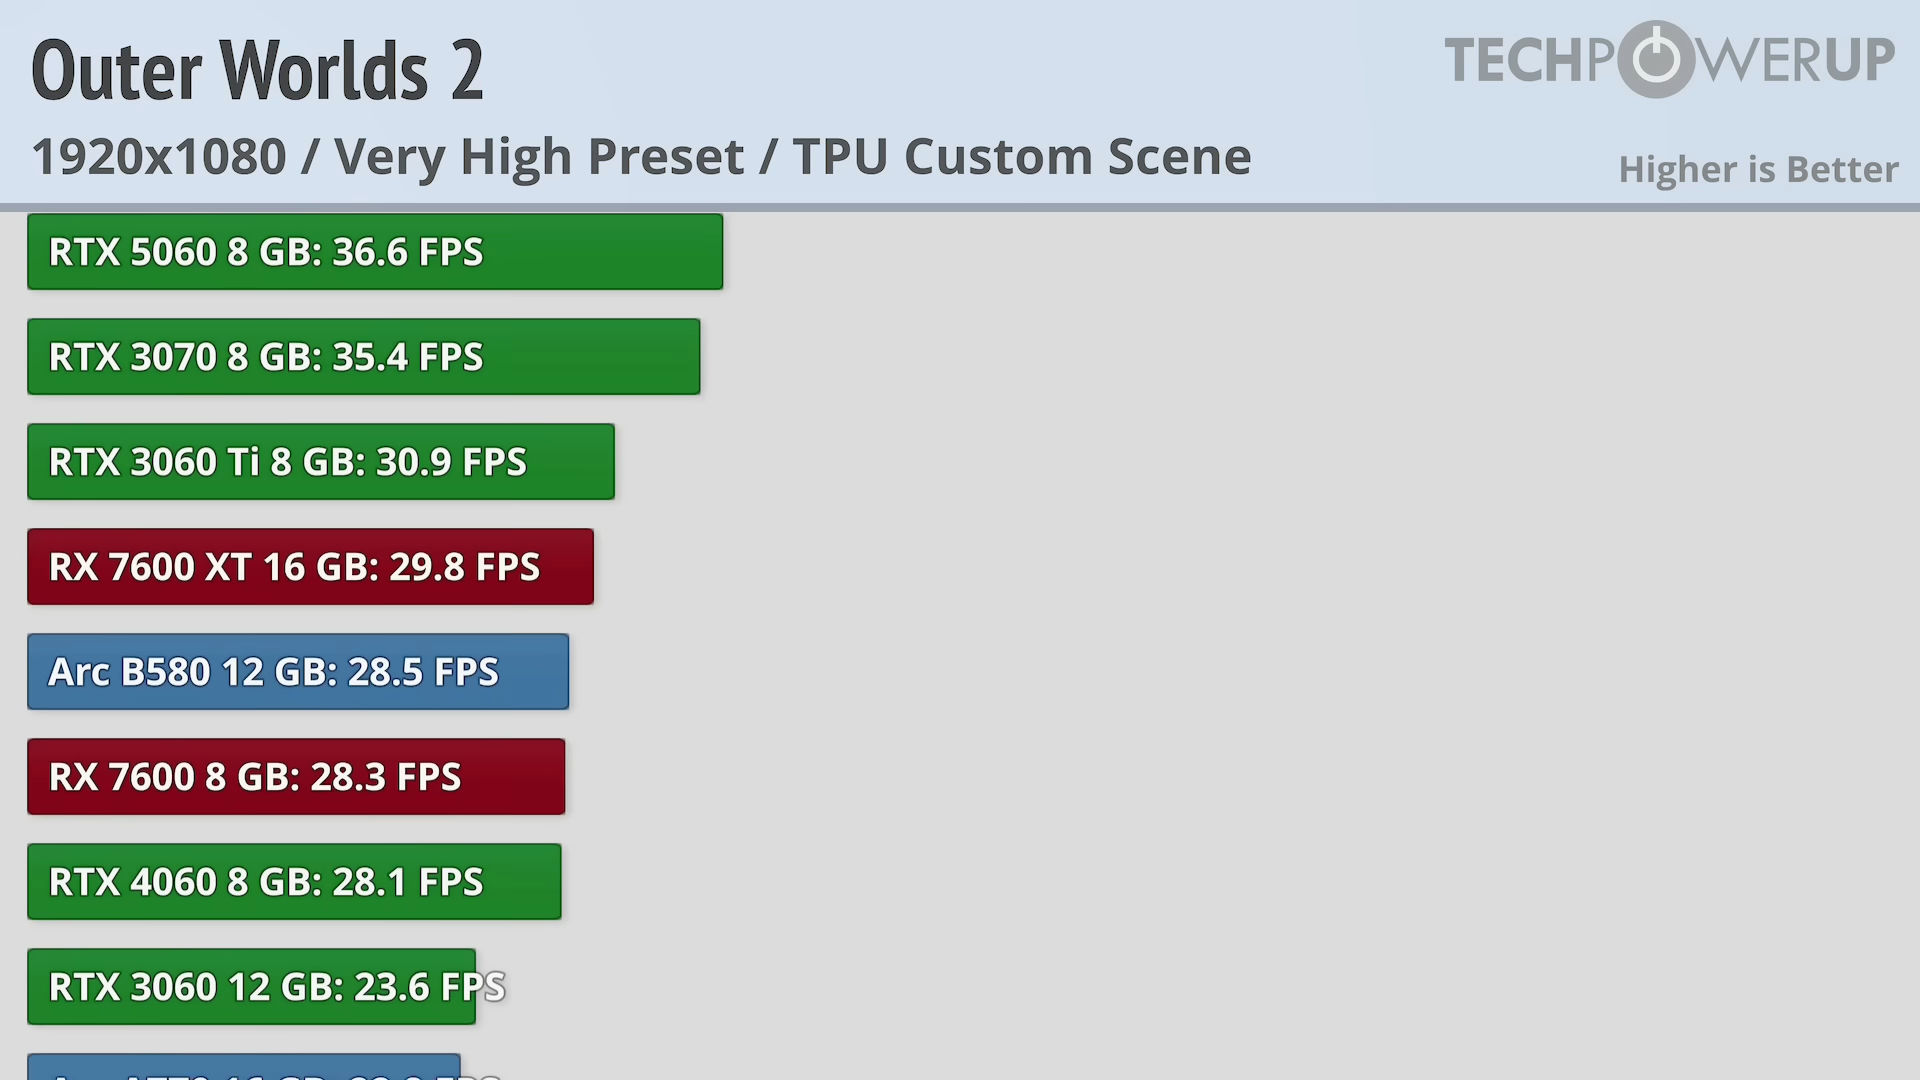 Outer Worlds 2
TECHPOWERUP
1920x1080 / Very High Preset / TPU Custom Scene
Higher is Better
RTX 5060 8 GB: 36.6 FPS
RTX 3070 8 GB: 35.4 FPS
RTX 3060 Ti 8 GB: 30.9 FPS
RX 7600 XT 16 GB: 29.8 FPS
Arc B580 12 GB: 28.5 FPS
RX 7600 8 GB: 28.3 FPS
RTX 4060 8 GB: 28.1 FPS
RTX 3060 12 GB: 23.6 FPS